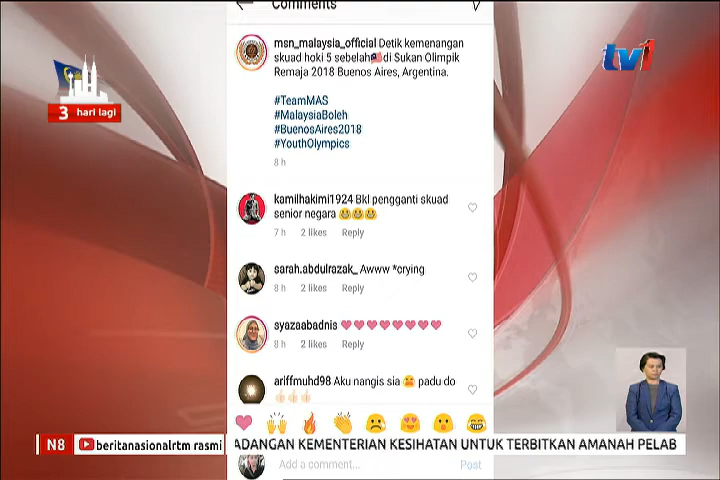 Comments
msn_malaysia_official Detik kemenangan
skuad hoki 5 sebelah di Sukan Olimpik
Remaja 2018 Buenos Aires, Argentina.
#TeamMAS
#MalaysiaBoleh
#BuenosAires2018
#YouthOlympics
8 h
tv1
3 hari lagi
kamilhakimi1924 Bkl pengganti skuad
senior negara
7 h 2 likes Reply
sarah.abdulrazak_ Awww *crying
8 h 2 likes Reply
syazaabadnis
8 h 2 likes Reply
ariffmuhd98 Aku nangis sia padu do
N8 beritanasionalrtm rasmi ADANGAN KEMENTERIAN KESIHATAN UNTUK TERBITKAN AMANAH PELAB
Add a comment... Post